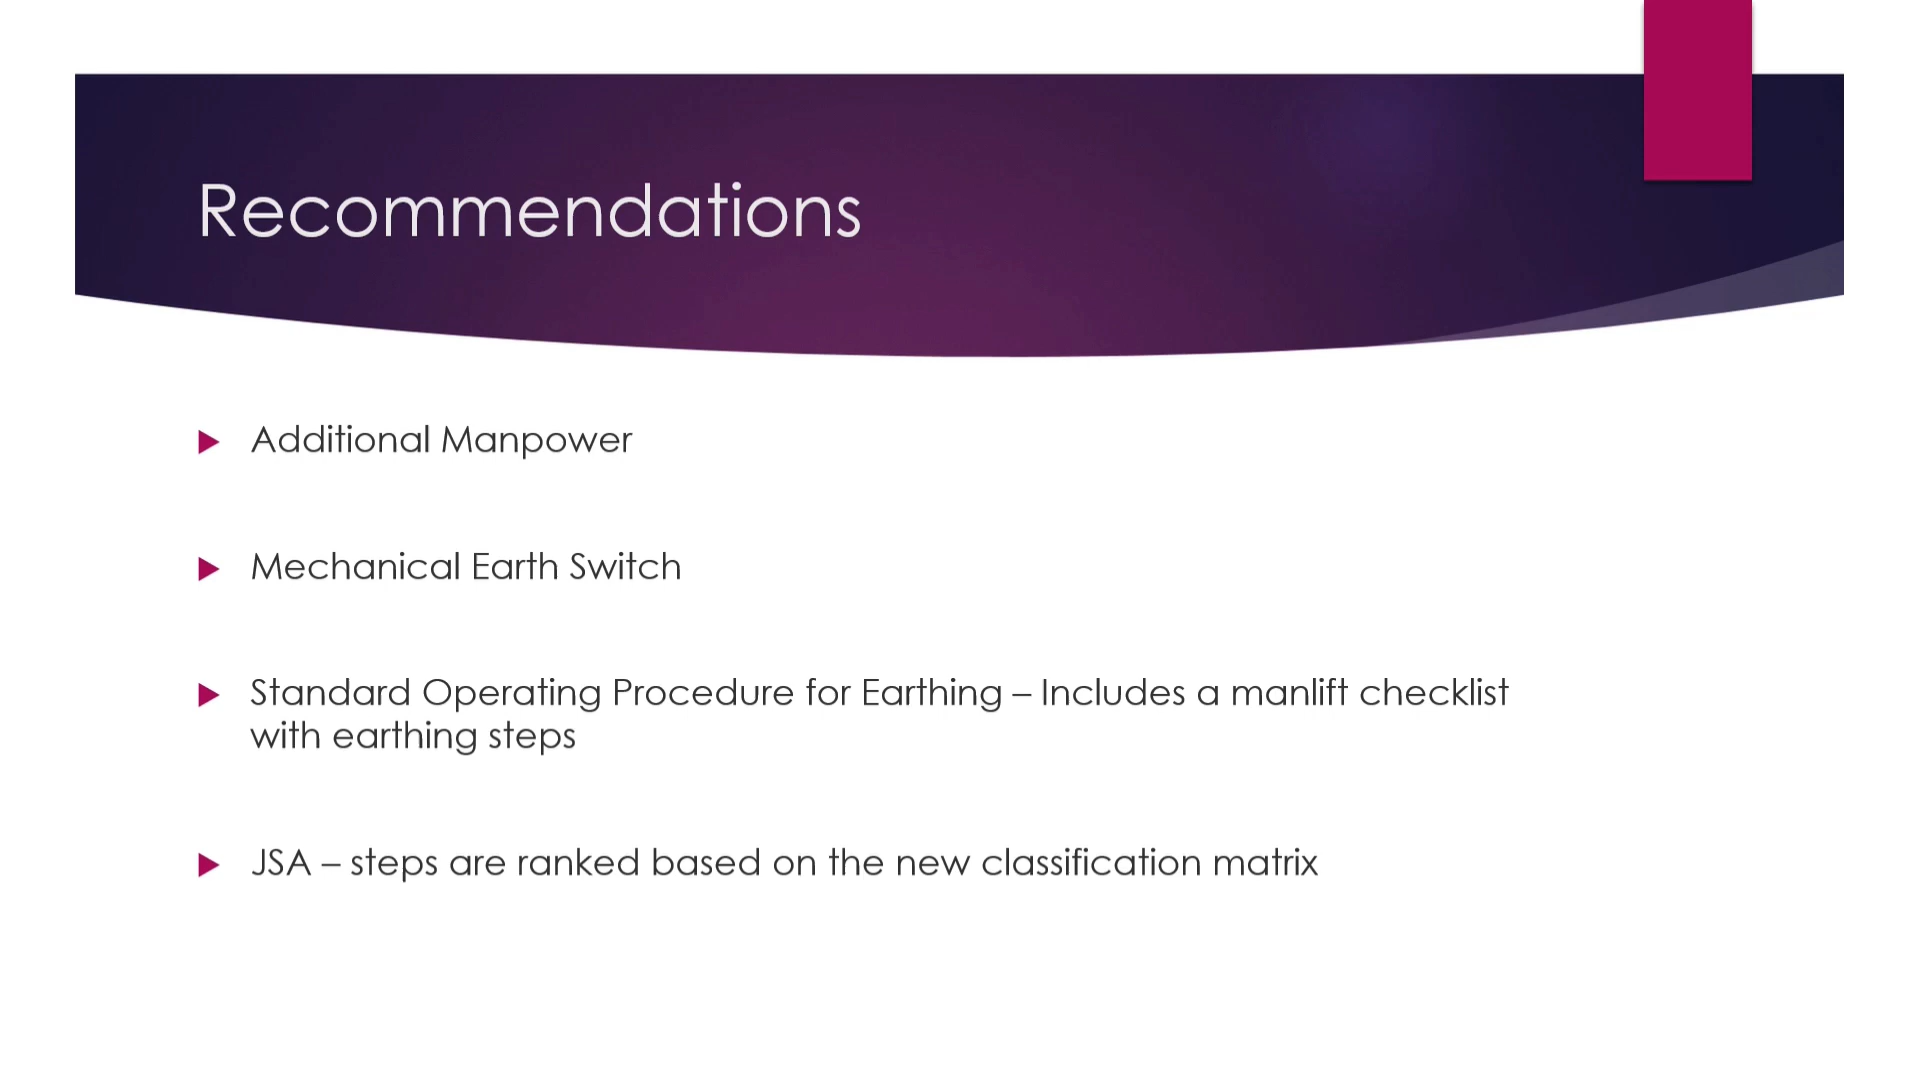 Recommendations
Additional Manpower
Mechanical Earth Switch
Standard Operating Procedure for Earthing – Includes a manlift checklist
with earthing steps
JSA – steps are ranked based on the new classification matrix